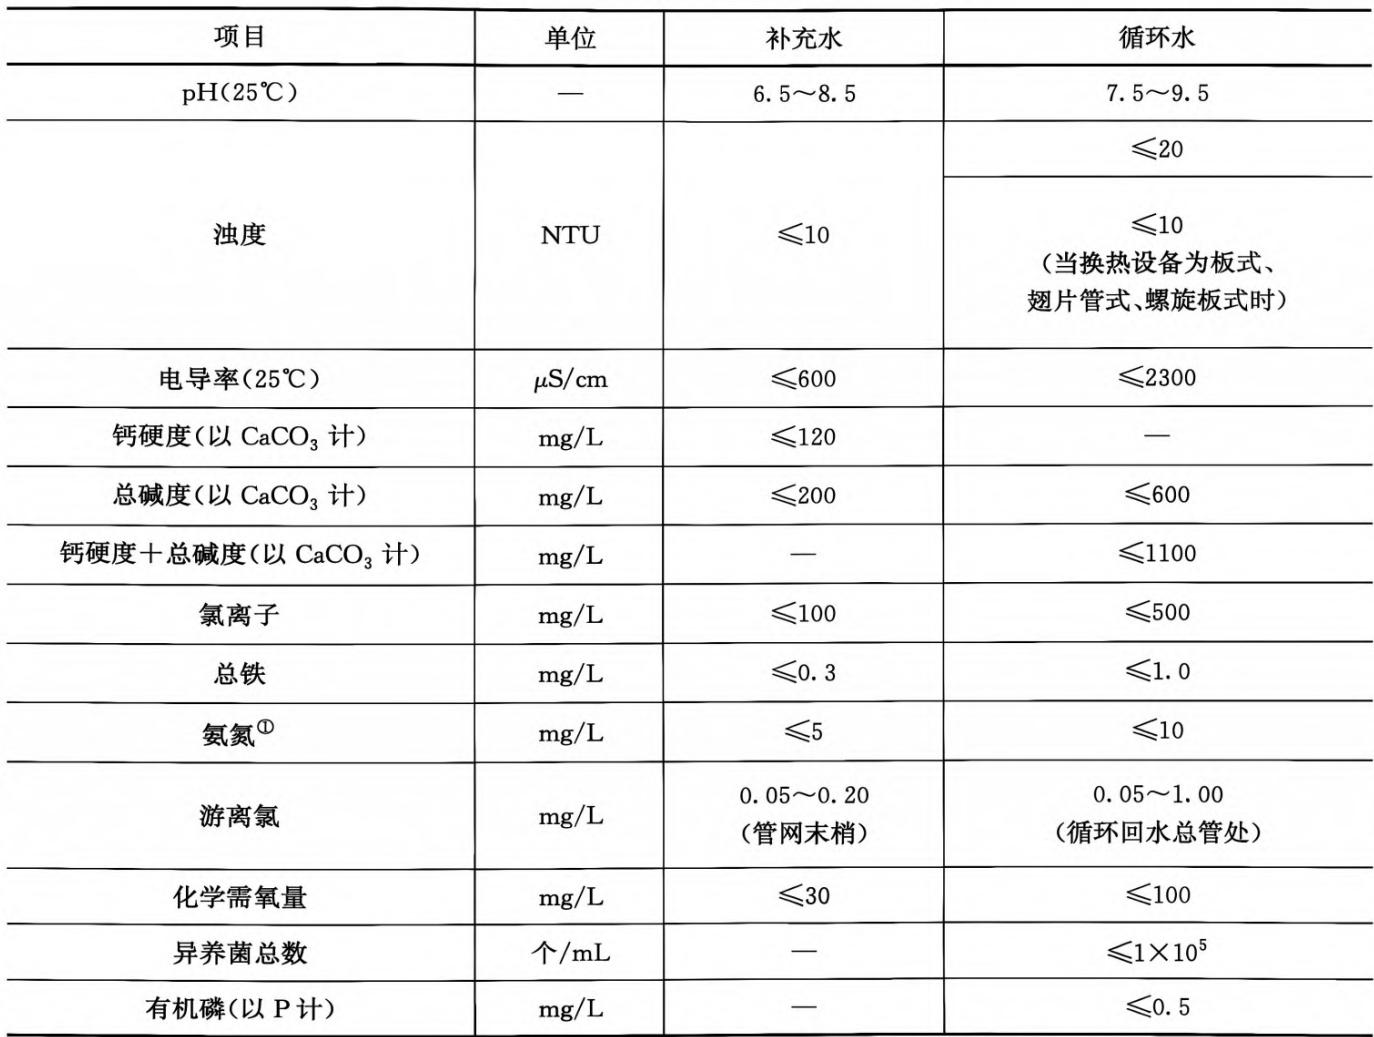 项目 单位 补充水 循环水
pH(25℃) — 6.5~8.5 7.5~9.5
浊度 NTU ≤10 ≤20
≤10
(当换热设备为板式、
翅片管式、螺旋板式时)
电导率(25℃) μS/cm ≤600 ≤2300
钙硬度(以 CaCO₃ 计) mg/L ≤120 —
总碱度(以 CaCO₃ 计) mg/L ≤200 ≤600
钙硬度+总碱度(以 CaCO₃ 计) mg/L — ≤1100
氯离子 mg/L ≤100 ≤500
总铁 mg/L ≤0.3 ≤1.0
氨氮① mg/L ≤5 ≤10
游离氯 mg/L 0.05~0.20 0.05~1.00
(管网末梢) (循环回水总管处)
化学需氧量 mg/L ≤30 ≤100
异养菌总数 个/mL — ≤1×10⁵
有机磷(以 P 计) mg/L — ≤0.5